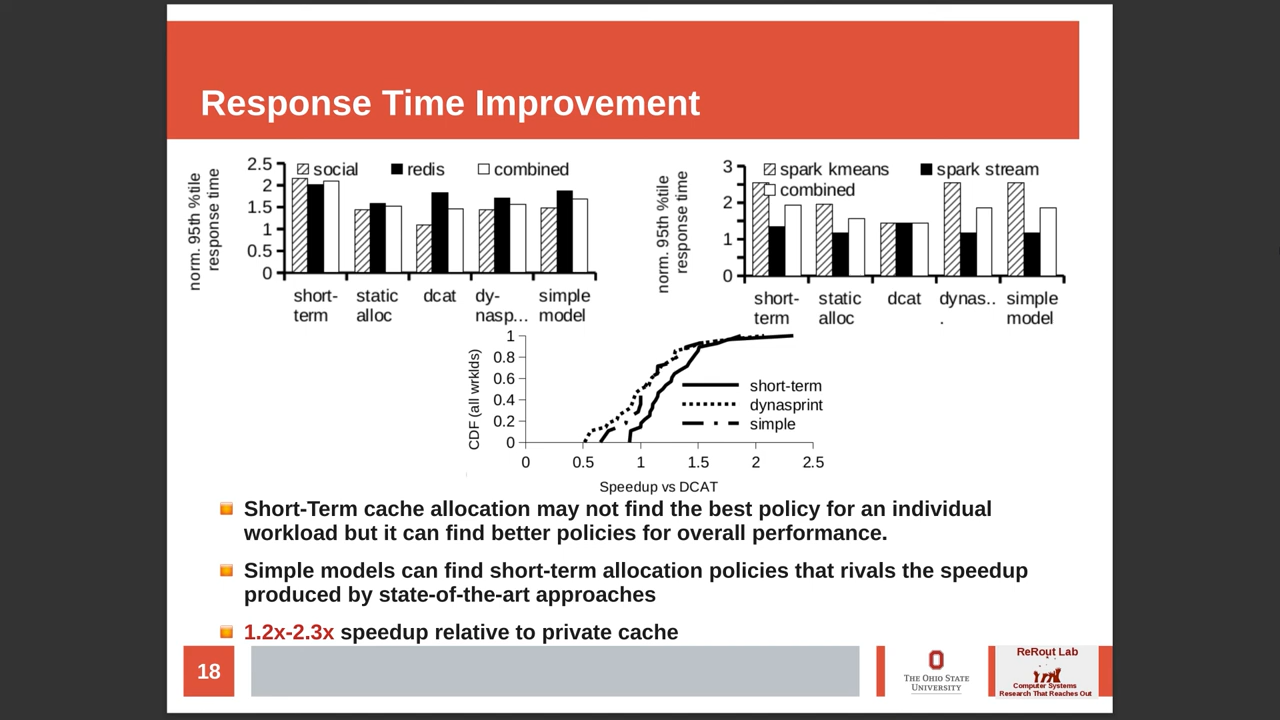 Response Time Improvement
norm. 95th %tile
response time
2.5
2
1.5
1
0.5
0
social redis combined
short-
term
static
alloc
dcat
dy-
nasp...
simple
model
norm. 95th %tile
response time
3
2
1
0
spark kmeans spark stream
combined
short-
term
static
alloc
dcat
dynas..
.
simple
model
CDF (all wrklds)
1
0.8
0.6
0.4
0.2
0
short-term
dynasprint
simple
0 0.5 1 1.5 2 2.5
Speedup vs DCAT
Short-Term cache allocation may not find the best policy for an individual
workload but it can find better policies for overall performance.
Simple models can find short-term allocation policies that rivals the speedup
produced by state-of-the-art approaches
1.2x-2.3x speedup relative to private cache
18
THE OHIO STATE
UNIVERSITY
ReRout Lab
Computer Systems
Research That Reaches Out